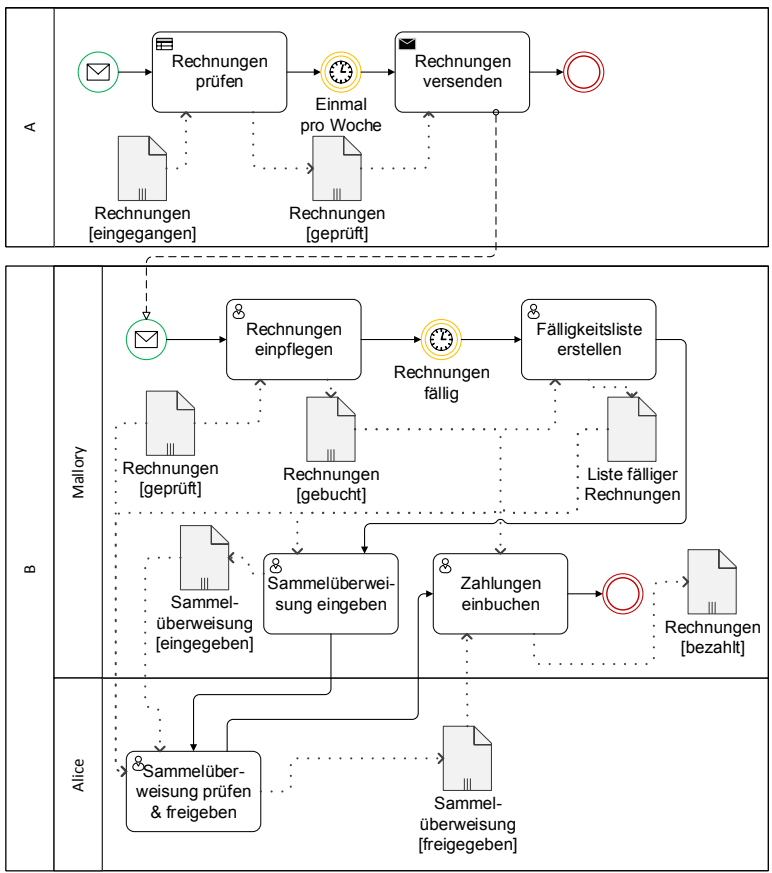 A
Rechnungen
prüfen
Einmal
pro Woche
Rechnungen
versenden
Rechnungen
[eingegangen]
Rechnungen
[geprüft]
B
Mallory
Rechnungen
einpflegen
Rechnungen
fällig
Fälligkeitsliste
erstellen
Rechnungen
[geprüft]
Rechnungen
[gebucht]
Liste fälliger
Rechnungen
Sammel-
überweisung
[eingegeben]
Sammelüberwei-
sung eingeben
Zahlungen
einbuchen
Rechnungen
[bezahlt]
Alice
Sammelüber-
weisung prüfen
& freigeben
Sammel-
überweisung
[freigegeben]